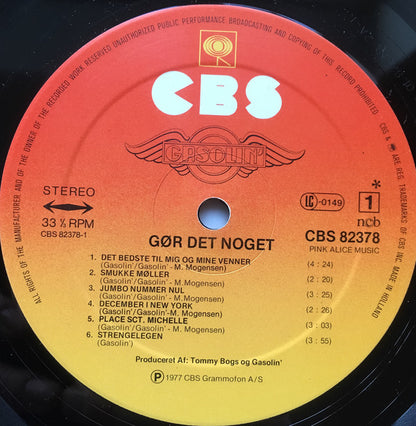 ALL RIGHTS OF THE MANUFACTURER AND OF THE OWNER OF THE RECORDED WORK RESERVED UNAUTHORIZED PUBLIC PERFORMANCE BROADCASTING AND COPYING OF THIS RECORD PROHIBITED.
CBS & ARE REG. TRADEMARKS OF CBS INC. MADE IN HOLLAND
CBS
GASOLIN'
STEREO
33 ⅓ RPM
CBS 82378-1
LC-0149
*
1
ncb
GØR DET NOGET
CBS 82378
PINK ALICE MUSIC
1. DET BEDSTE TIL MIG OG MINE VENNER (4 : 24)
(Gasolin'/Gasolin' - M. Mogensen)
2. SMUKKE MØLLER (2 : 20)
(Gasolin'/Gasolin' - M. Mogensen)
3. JUMBO NUMMER NUL (3 : 25)
(Gasolin'/Gasolin' - M. Mogensen)
4. DECEMBER I NEW YORK (2 : 26)
(Gasolin'/Gasolin' - M. Mogensen)
5. PLACE SCT. MICHELLE (3 : 03)
(Gasolin'/Gasolin' - M. Mogensen)
6. STRENGELEGEN (3 : 55)
(Gasolin')
Produceret Af: Tommy Bogs og Gasolin'
Ⓟ 1977 CBS Grammofon A/S